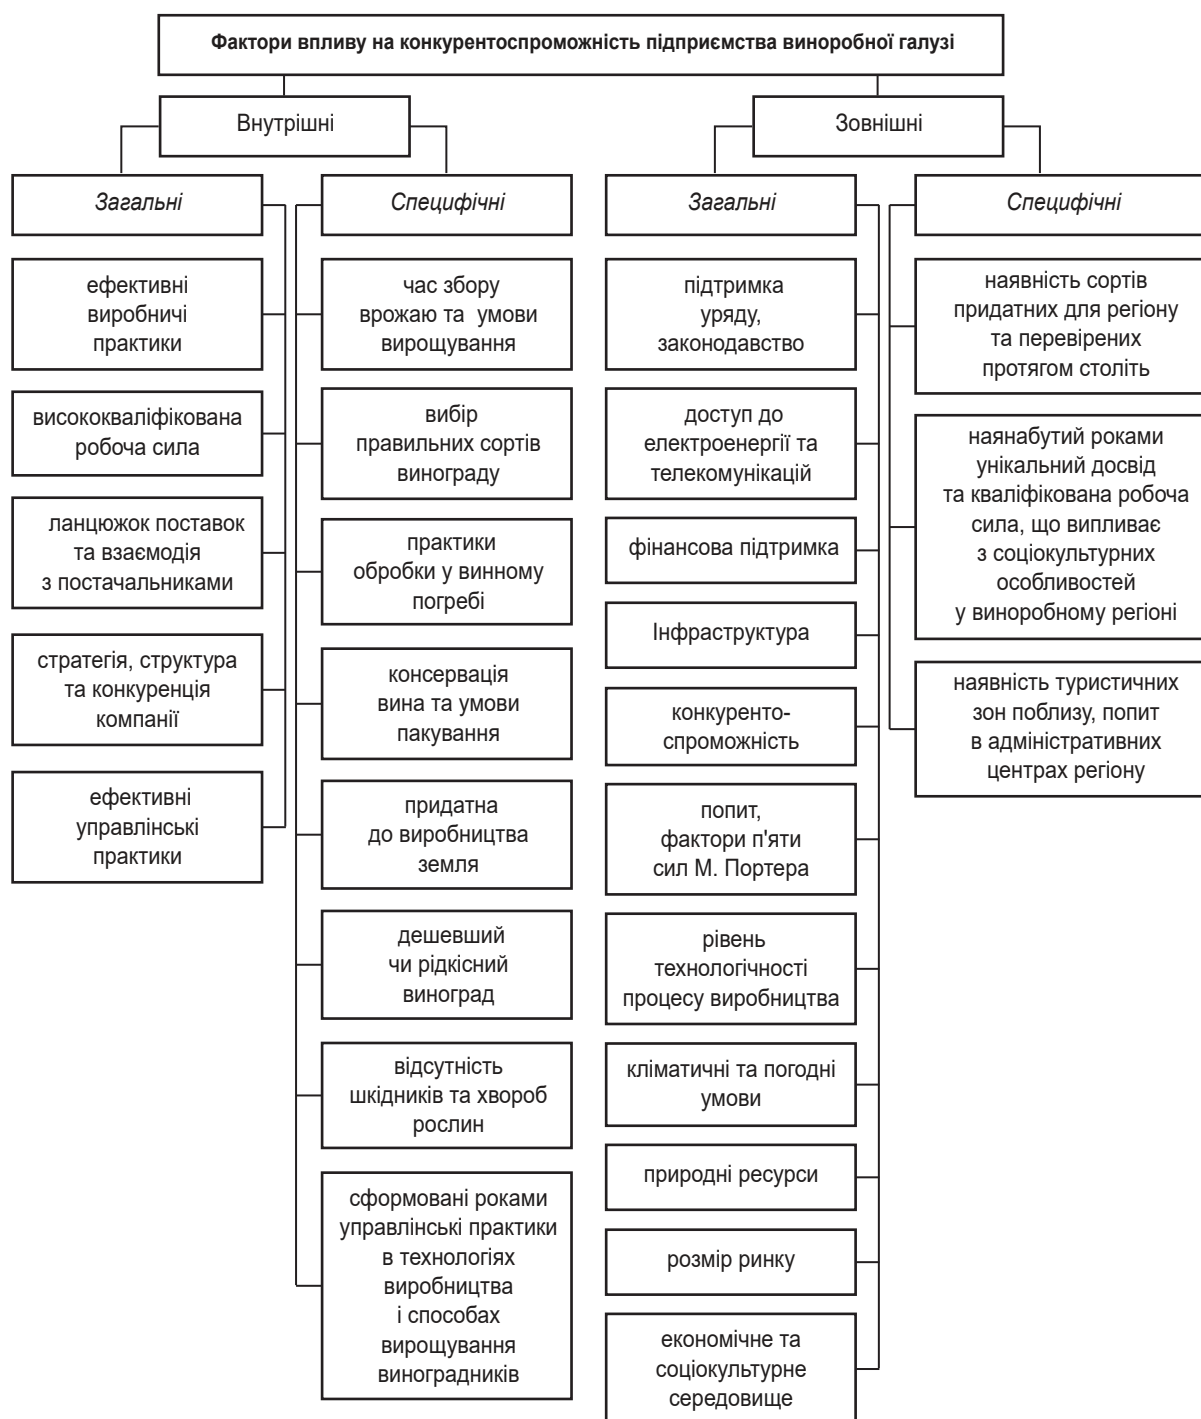 Фактори впливу на конкурентоспроможність підприємства виноробної галузі
Внутрішні
Зовнішні
Загальні
Специфічні
Загальні
Специфічні
ефективні
виробничі
практики
висококваліфікована
робоча сила
ланцюжок поставок
та взаємодія
з постачальниками
стратегія, структура
та конкуренція
компанії
ефективні
управлінські
практики
час збору
врожаю та умови
вирощування
вибір
правильних сортів
винограду
практики
обробки у винному
погребі
консервація
вина та умови
пакування
придатна
до виробництва
земля
дешевший
чи рідкісний
виноград
відсутність
шкідників та хвороб
рослин
сформовані роками
управлінські практики
в технологіях
виробництва
і способах
вирощування
виноградників
підтримка
уряду,
законодавство
доступ до
електроенергії та
телекомунікацій
фінансова підтримка
Інфраструктура
конкуренто-
спроможність
попит,
фактори п'яти
сил М. Портера
рівень
технологічності
процесу виробництва
кліматичні та погодні
умови
природні ресурси
розмір ринку
економічне та
соціокультурне
середовище
наявність сортів
придатних для регіону
та перевірених
протягом століть
наянабутий роками
унікальний досвід
та кваліфікована робоча
сила, що випливає
з соціокультурних
особливостей
у виноробному регіоні
наявність туристичних
зон поблизу, попит
в адміністративних
центрах регіону